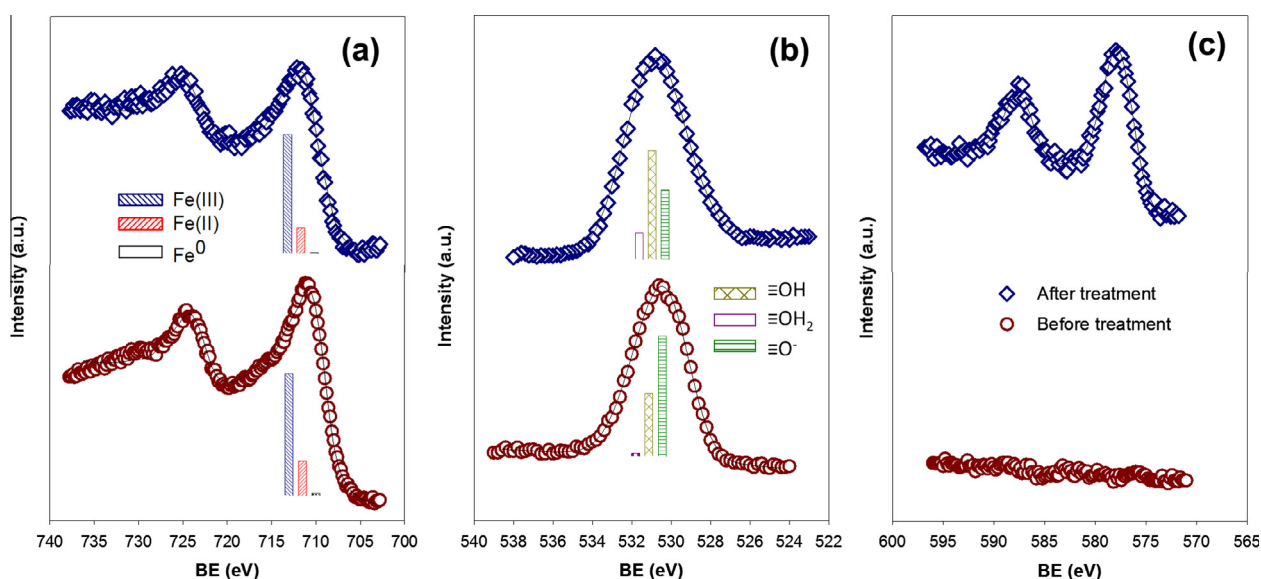 (a)
Intensity (a.u.)
Fe(III)
Fe(II)
Fe⁰
740 735 730 725 720 715 710 705 700
BE (eV)
(b)
Intensity (a.u.)
≡OH
≡OH₂
≡O⁻
540 538 536 534 532 530 528 526 524 522
BE (eV)
(c)
Intensity (a.u.)
After treatment
Before treatment
600 595 590 585 580 575 570 565
BE (eV)